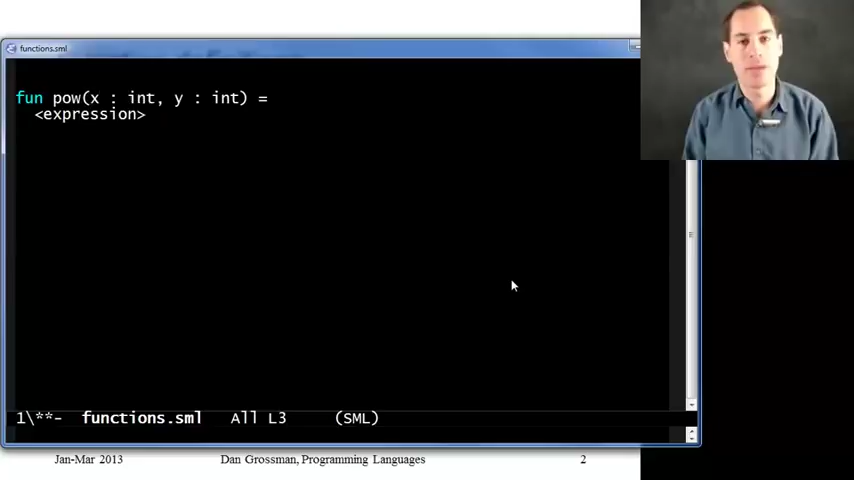 functions.sml
fun pow(x : int, y : int) =
<expression>
1\**- functions.sml All L3 (SML)
Jan-Mar 2013 Dan Grossman, Programming Languages 2